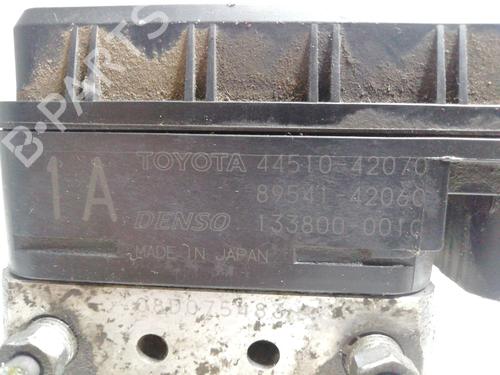 B-PARTS
1A
TOYOTA 44510-42070
89541-42060
DENSO 133800-0010
MADE IN JAPAN